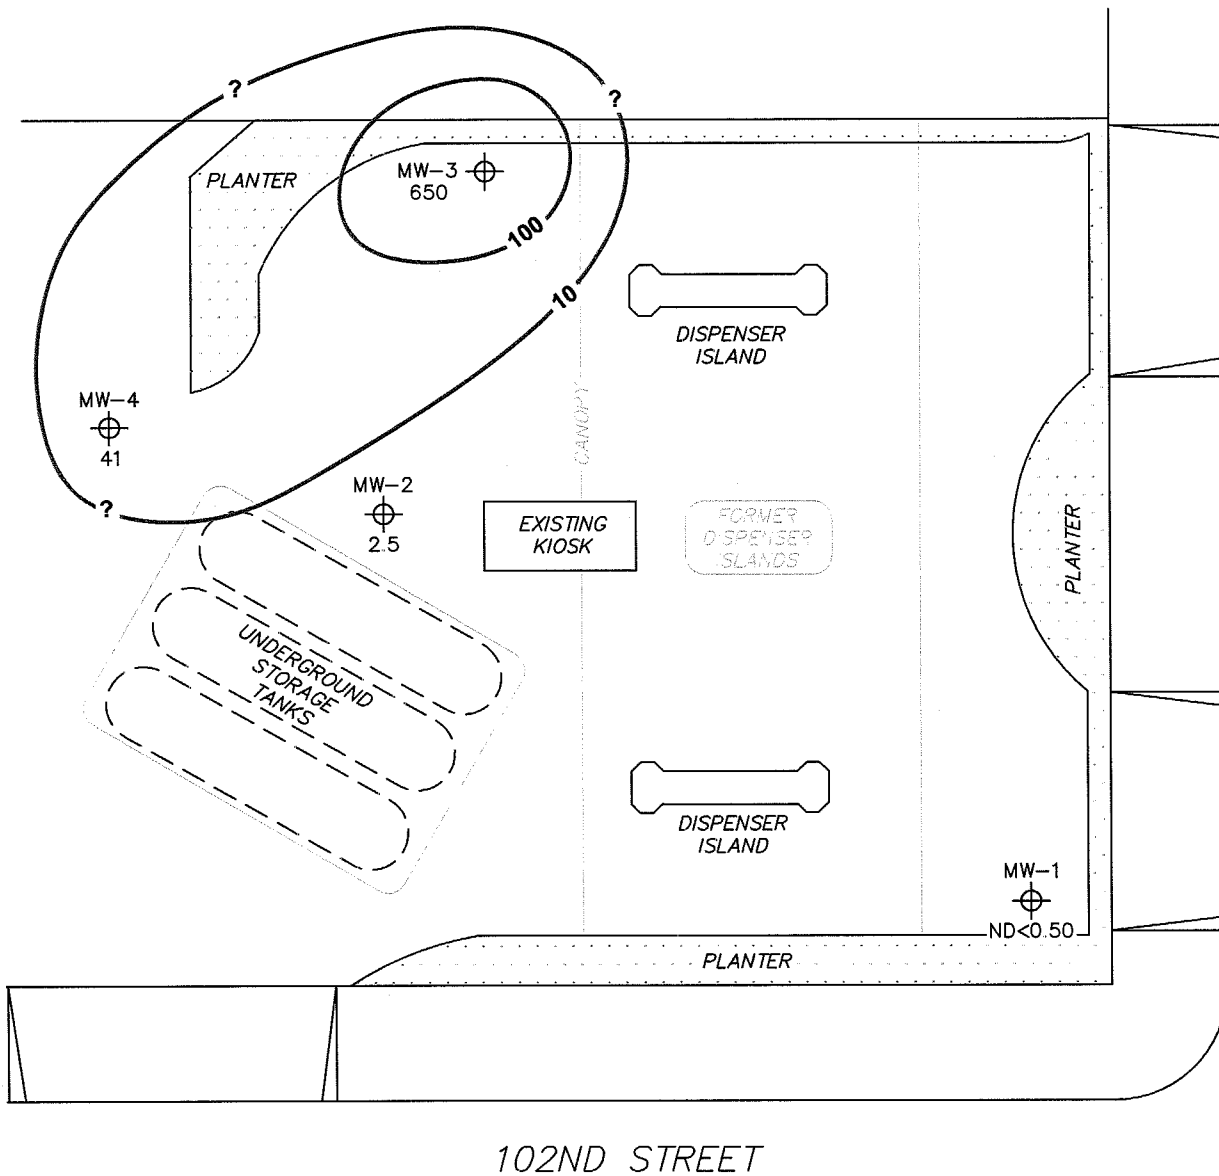 ?
?
PLANTER
MW-3
650
100
10
DISPENSER
ISLAND
MW-4
41
CANOPY
?
MW-2
2.5
EXISTING
KIOSK
FORMER
DISPENSER
ISLANDS
PLANTER
UNDERGROUND
STORAGE
TANKS
DISPENSER
ISLAND
MW-1
ND<0.50
PLANTER
102ND STREET